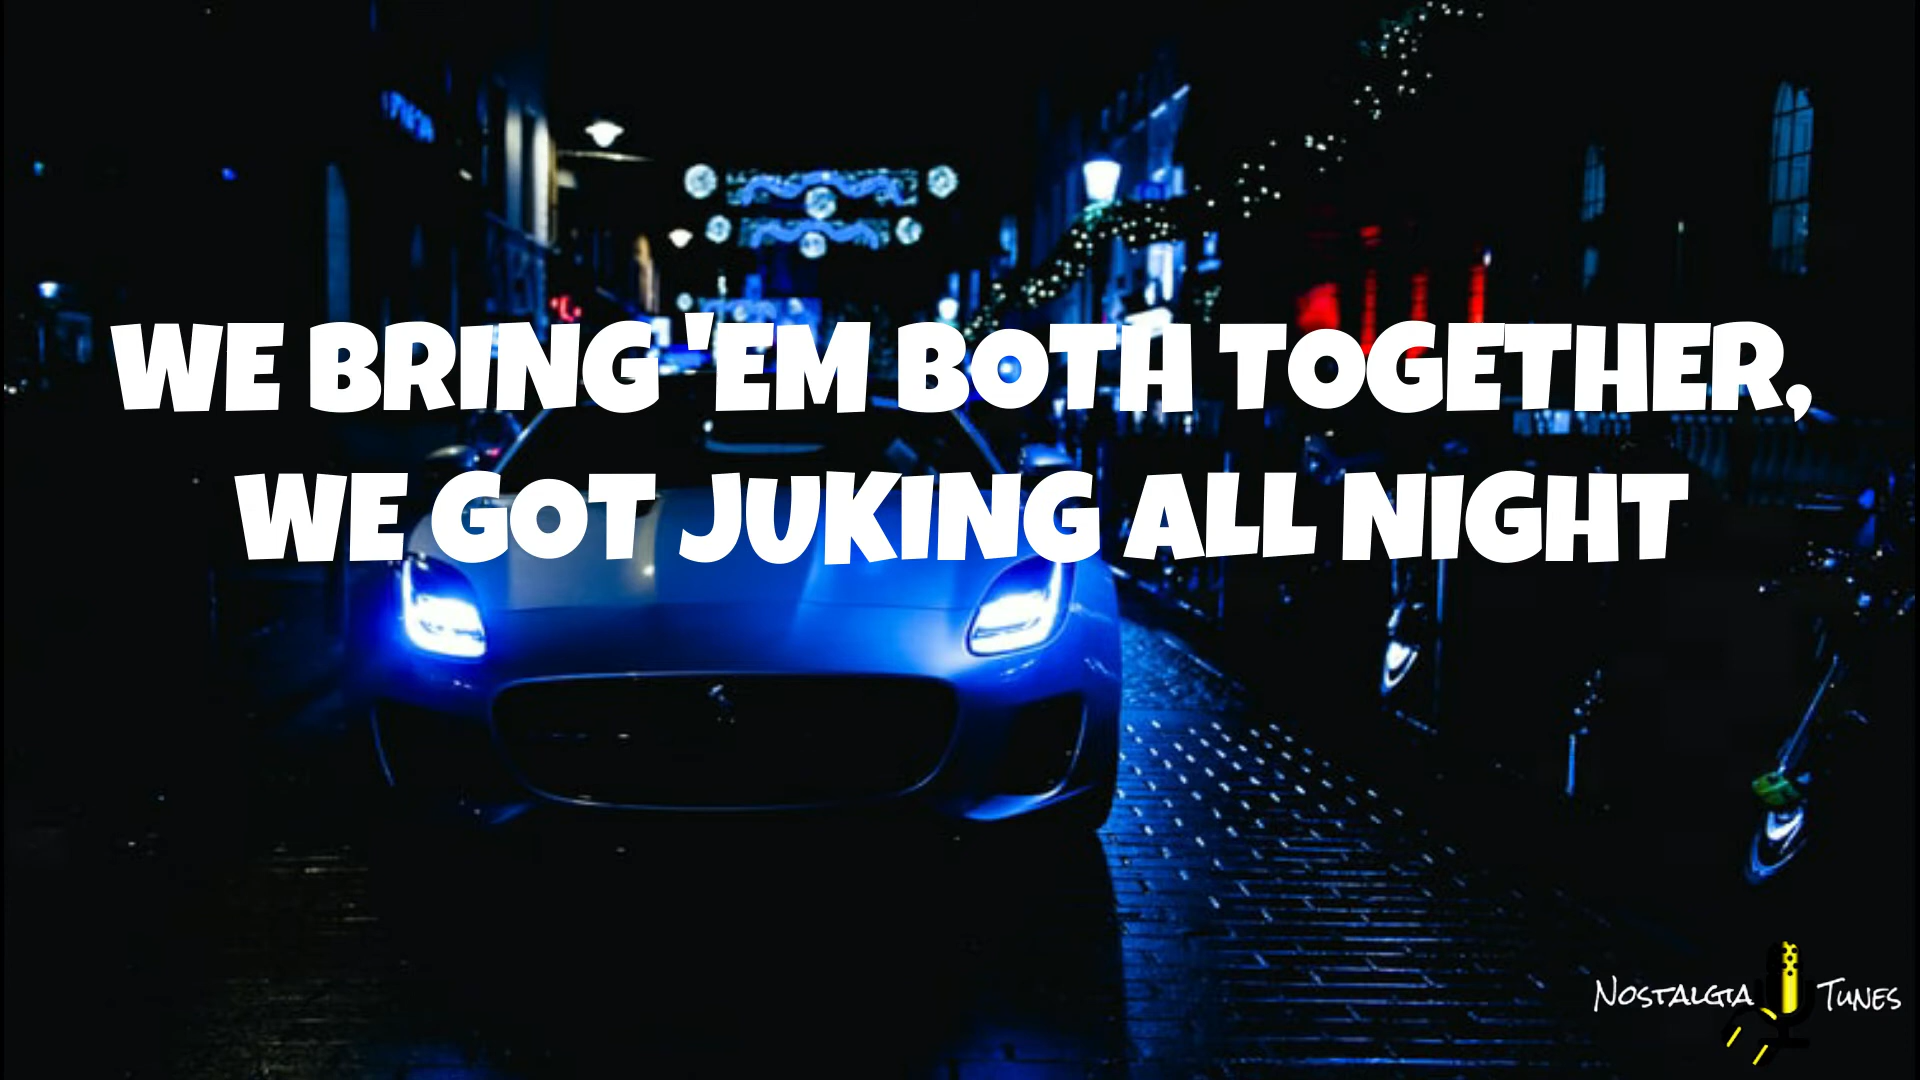 WE BRING 'EM BOTH TOGETHER,
WE GOT JUKING ALL NIGHT
NOSTALGIA TUNES